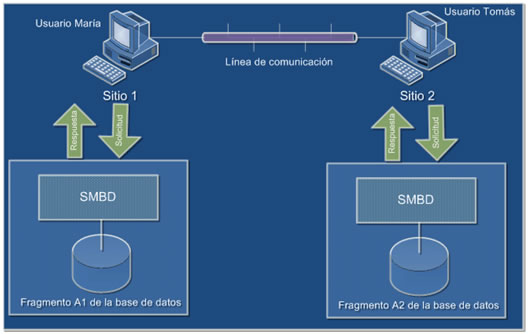 Usuario María
Usuario Tomás
Línea de comunicación
Sitio 1
Sitio 2
Respuesta
Solicitud
Respuesta
Solicitud
SMBD
SMBD
Fragmento A1 de la base de datos
Fragmento A2 de la base de datos